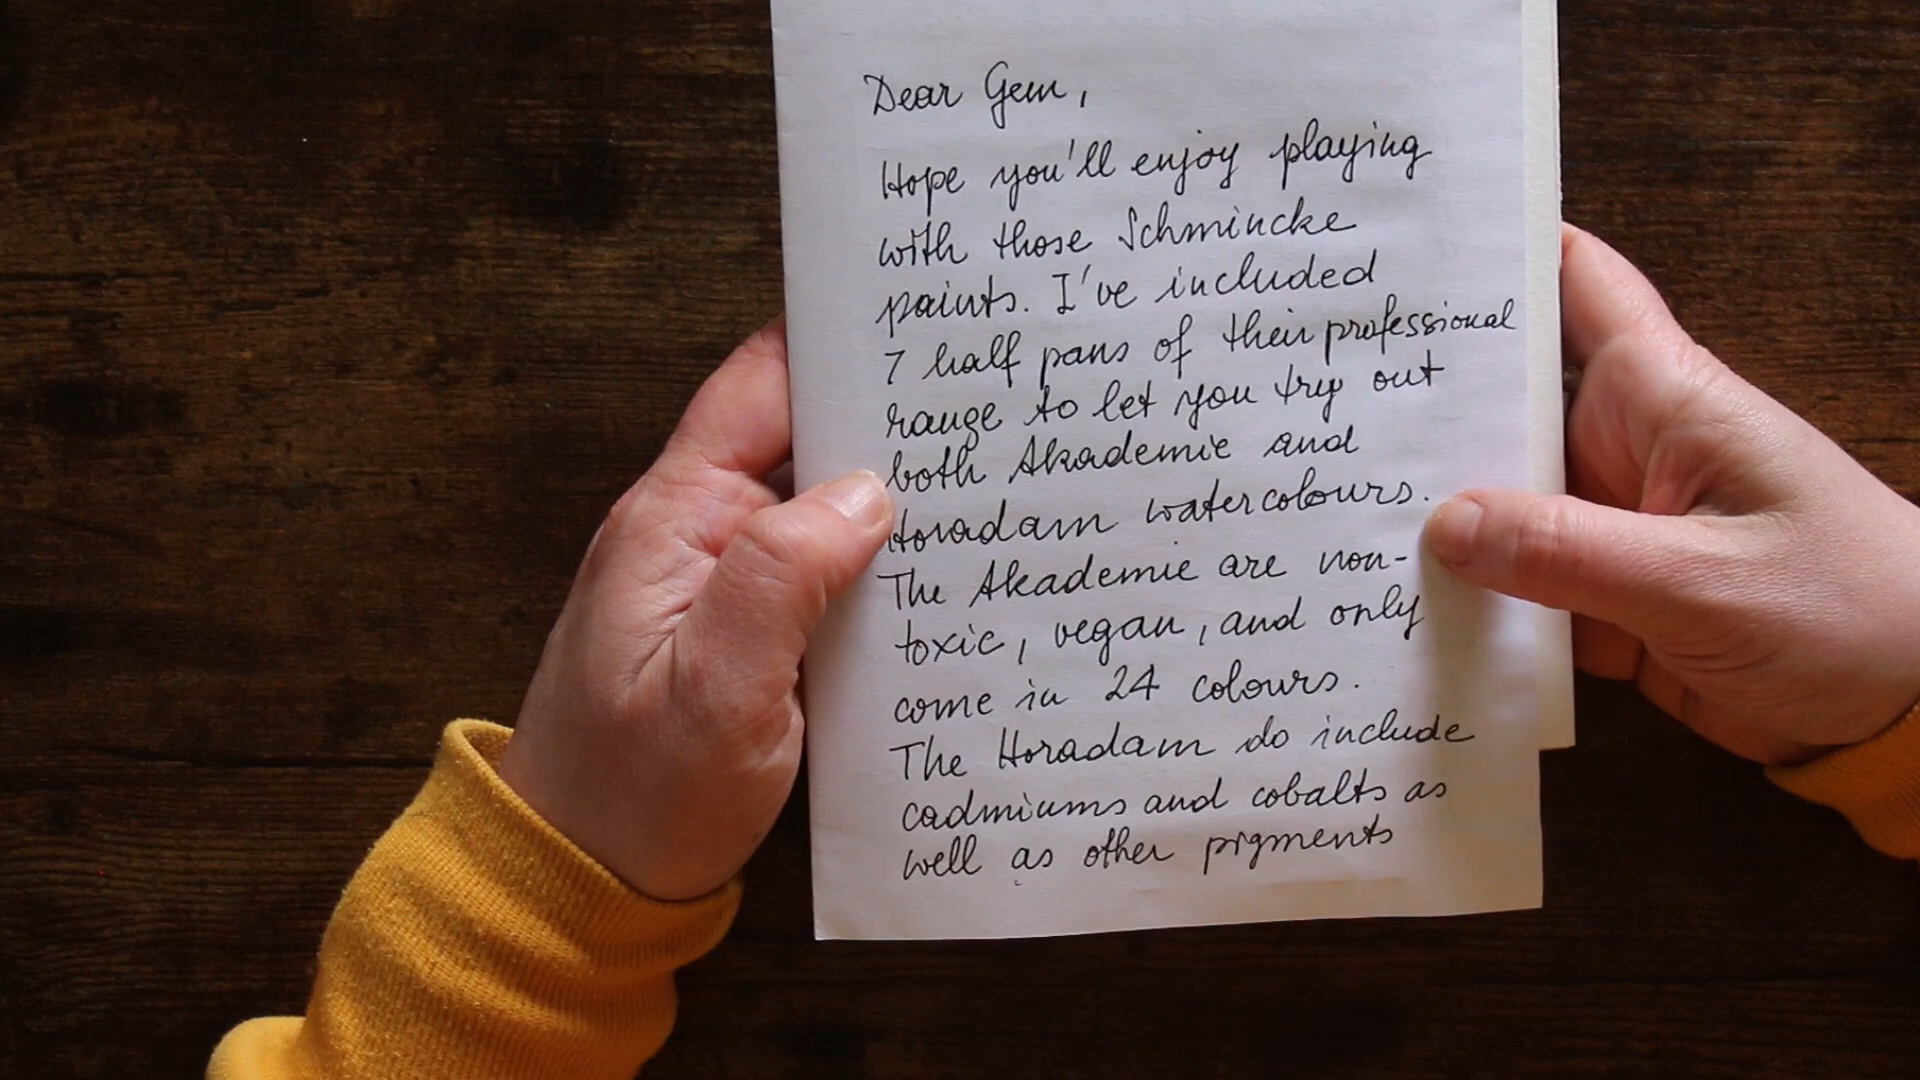 Dear Gem,
Hope you'll enjoy playing
with those Schmincke
paints. I've included
7 half pans of their professional
range to let you try out
both Akademie and
Horadam watercolours.
The Akademie are non-
toxic, vegan, and only
come in 24 colours.
The Horadam do include
cadmiums and cobalts as
well as other pigments